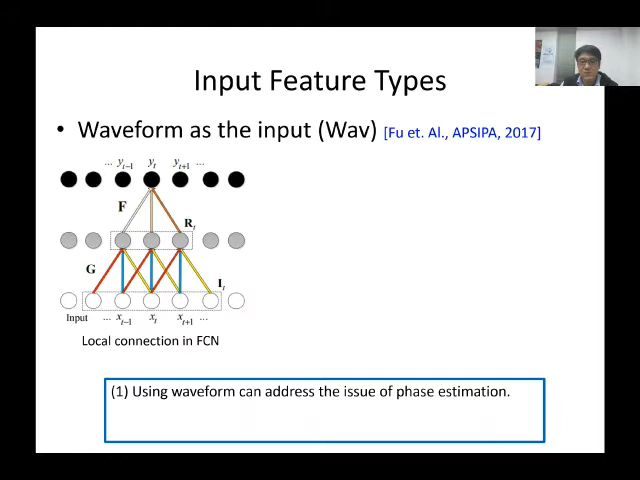 Input Feature Types
• Waveform as the input (Wav) [Fu et. Al., APSIPA, 2017]
... y_{t-1} y_t y_{t+1} ...
F
R_t
G
I_t
Input ... x_{t-1} x_t x_{t+1} ...
Local connection in FCN
(1) Using waveform can address the issue of phase estimation.